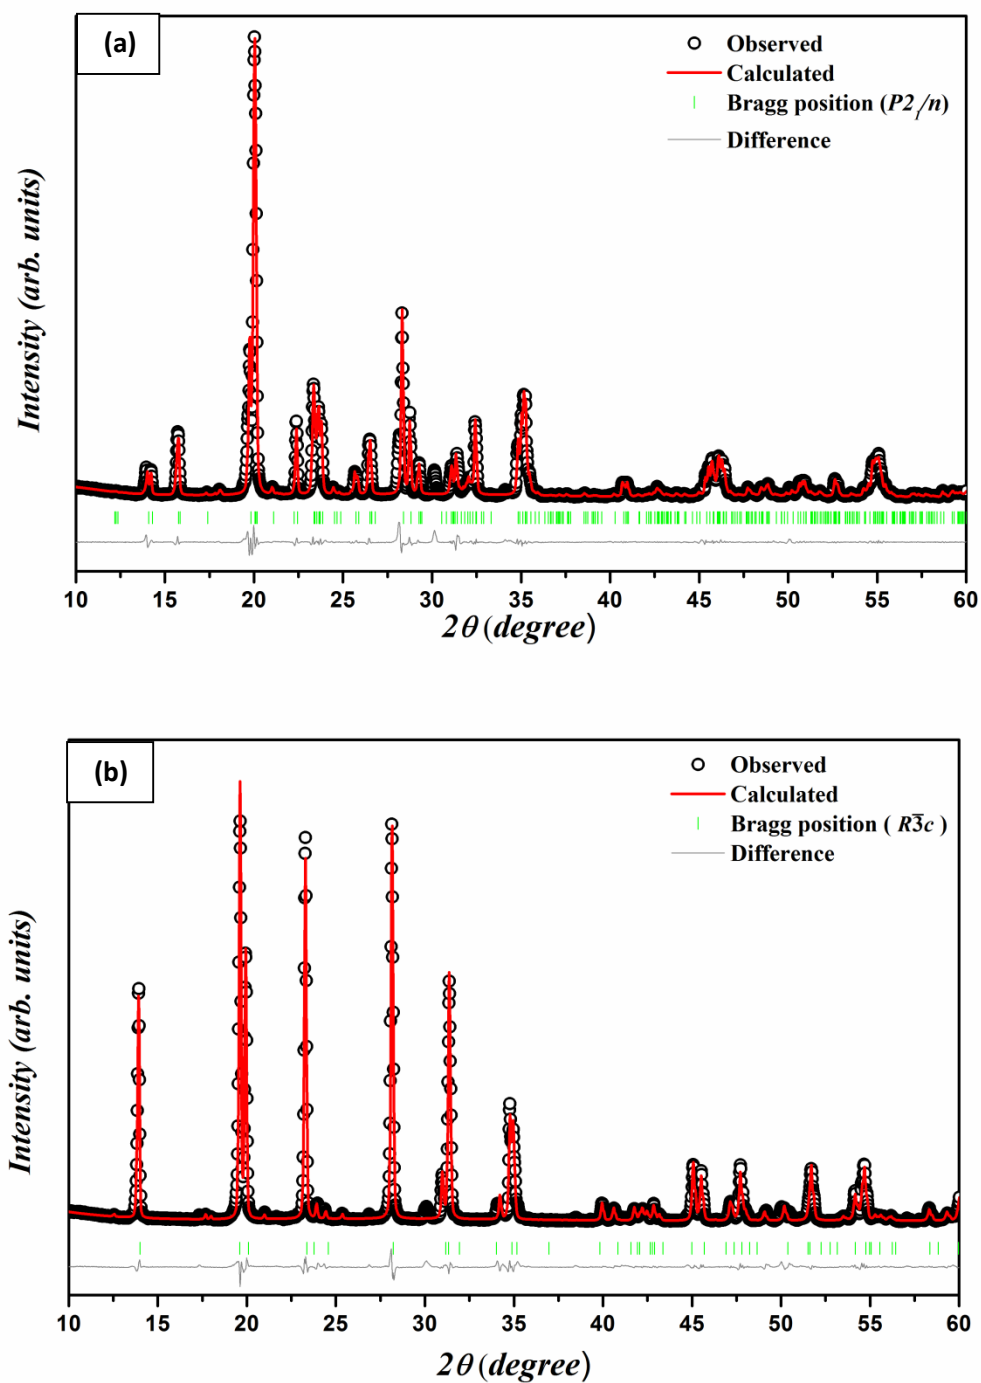 (a)
Observed
Calculated
Bragg position (P2₁/n)
Difference
Intensity (arb. units)
10 15 20 25 30 35 40 45 50 55 60
2θ (degree)
(b)
Observed
Calculated
Bragg position ( R3̅c )
Difference
Intensity (arb. units)
10 15 20 25 30 35 40 45 50 55 60
2θ (degree)